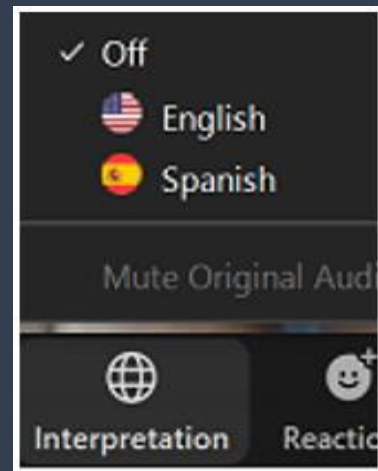 Off
English
Spanish
Mute Original Audi
Interpretation Reactio